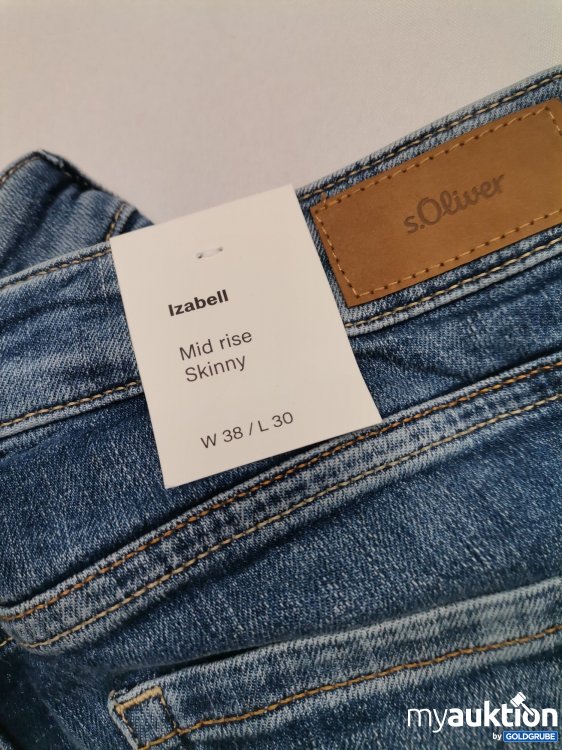 s.Oliver
Izabell
Mid rise
Skinny
W 38 / L 30
myauktion
by GOLDGRUBE